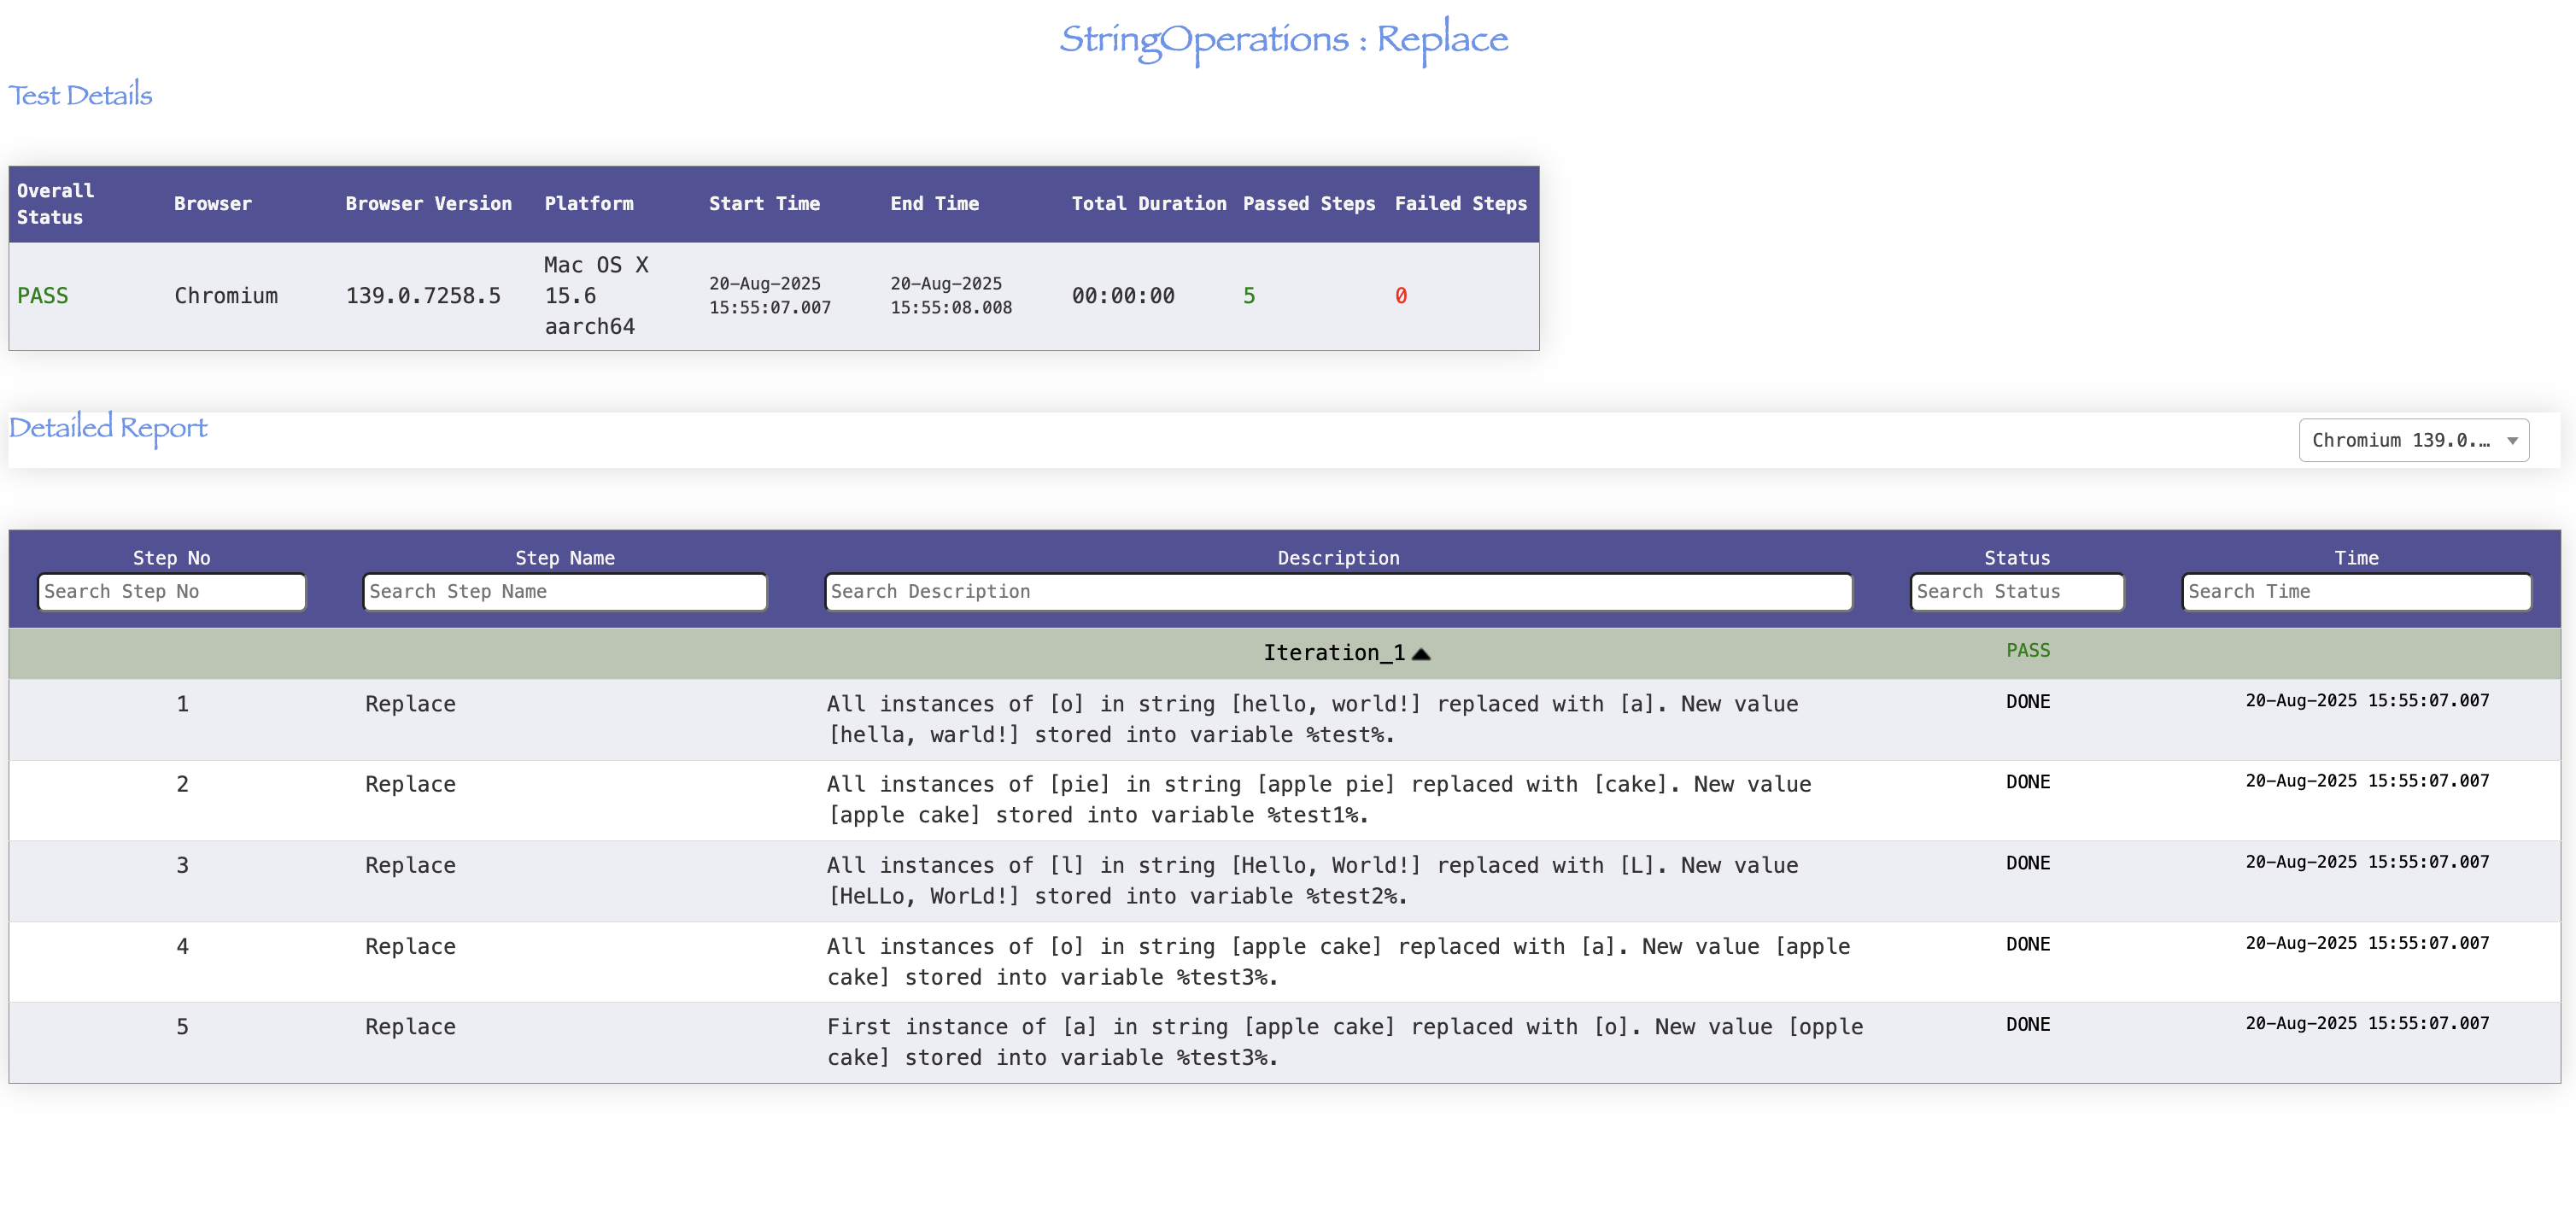 StringOperations : Replace
Test Details
Overall Status Browser Browser Version Platform Start Time End Time Total Duration Passed Steps Failed Steps
PASS Chromium 139.0.7258.5 Mac OS X 15.6 aarch64 20-Aug-2025 15:55:07.007 20-Aug-2025 15:55:08.008 00:00:00 5 0
Detailed Report
Chromium 139.0.…
Step No Step Name Description Status Time
Search Step No Search Step Name Search Description Search Status Search Time
Iteration_1 PASS
1 Replace All instances of [o] in string [hello, world!] replaced with [a]. New value DONE 20-Aug-2025 15:55:07.007
[hella, warld!] stored into variable %test%.
2 Replace All instances of [pie] in string [apple pie] replaced with [cake]. New value DONE 20-Aug-2025 15:55:07.007
[apple cake] stored into variable %test1%.
3 Replace All instances of [l] in string [Hello, World!] replaced with [L]. New value DONE 20-Aug-2025 15:55:07.007
[HeLLo, WorLd!] stored into variable %test2%.
4 Replace All instances of [o] in string [apple cake] replaced with [a]. New value [apple DONE 20-Aug-2025 15:55:07.007
cake] stored into variable %test3%.
5 Replace First instance of [a] in string [apple cake] replaced with [o]. New value [opple DONE 20-Aug-2025 15:55:07.007
cake] stored into variable %test3%.